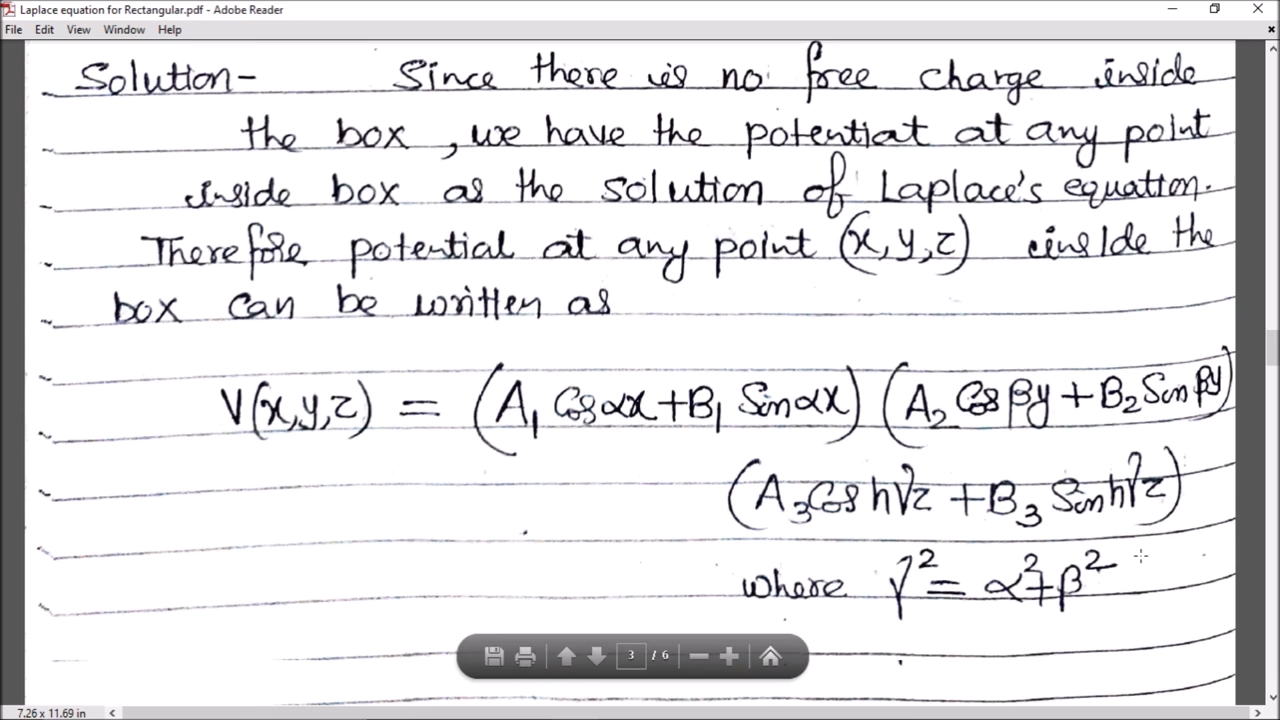 Laplace equation for Rectangular.pdf - Adobe Reader
File Edit View Window Help
Solution- Since there is no free charge inside
the box, we have the potential at any point
inside box as the solution of Laplace's equation.
Therefore potential at any point (x, y, z) inside the
box can be written as
V(x,y,z) = (A₁ Cos αx + B₁ Sin αx) (A₂ Cos βy + B₂ Sin βy)
(A₃ Cos hγz + B₃ Sin hγz)
where γ² = α² + β²
3 / 6
7.26 x 11.69 in